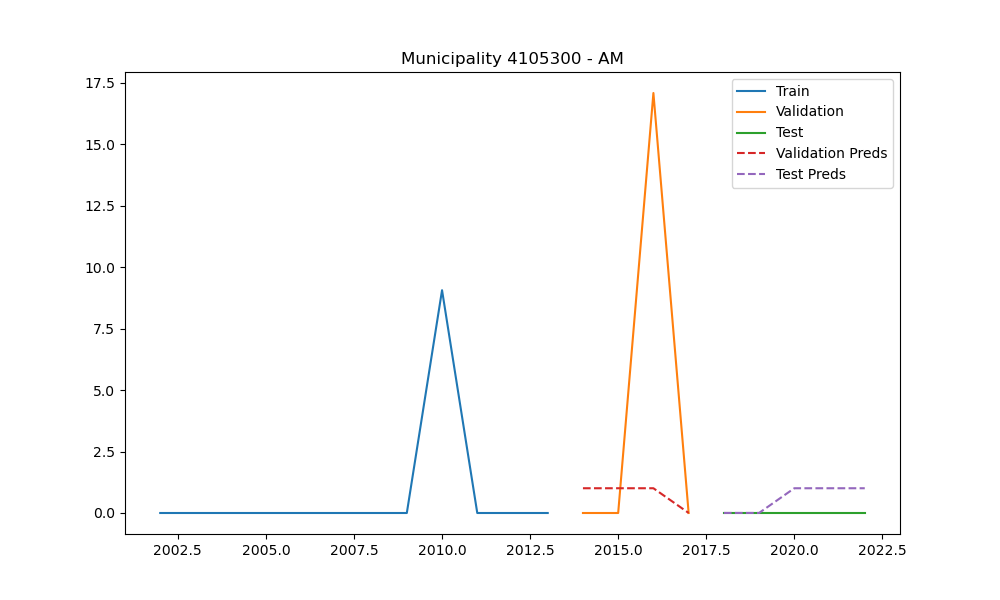 Municipality 4105300 - AM
17.5
15.0
12.5
10.0
7.5
5.0
2.5
0.0
2002.5 2005.0 2007.5 2010.0 2012.5 2015.0 2017.5 2020.0 2022.5
Train
Validation
Test
Validation Preds
Test Preds